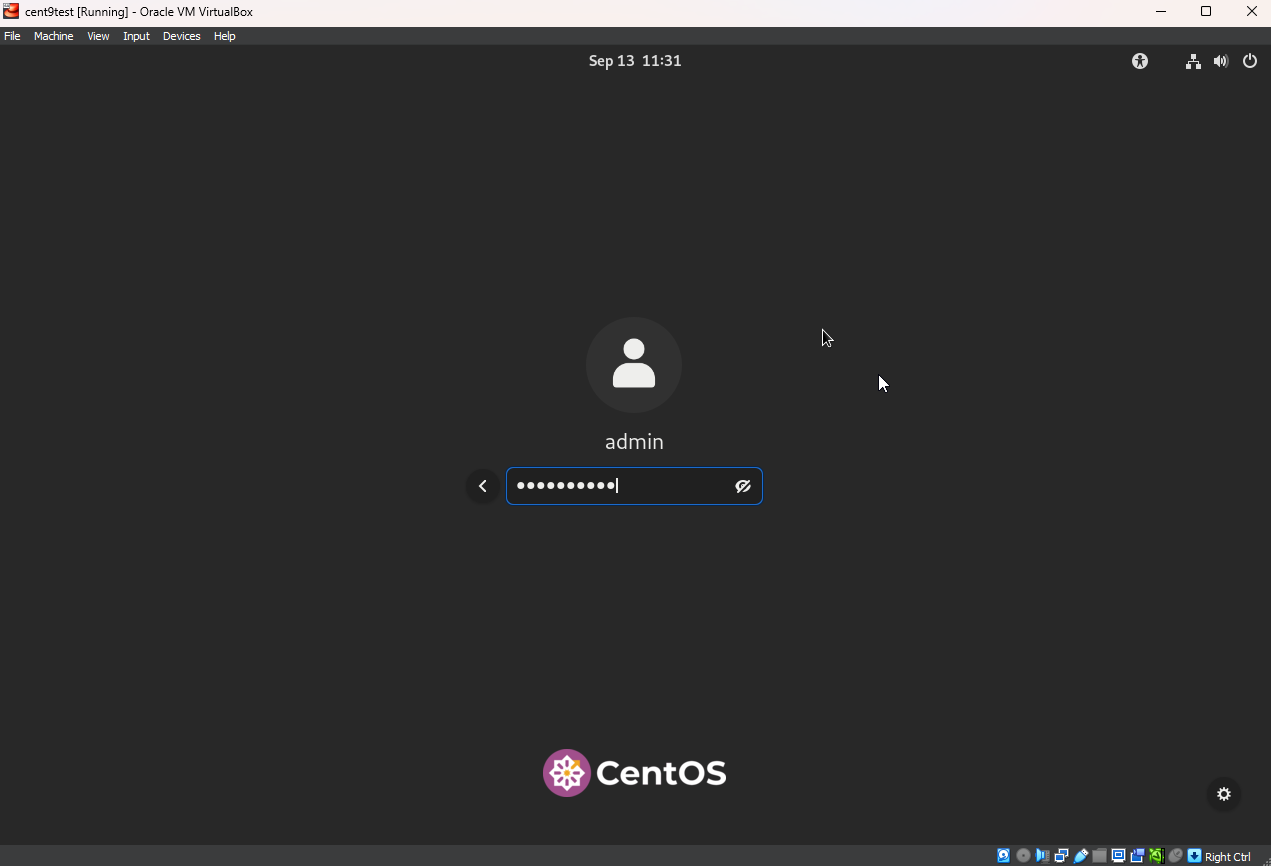 cent9test [Running] - Oracle VM VirtualBox
File Machine View Input Devices Help
Sep 13 11:31
admin
CentOS
Right Ctrl